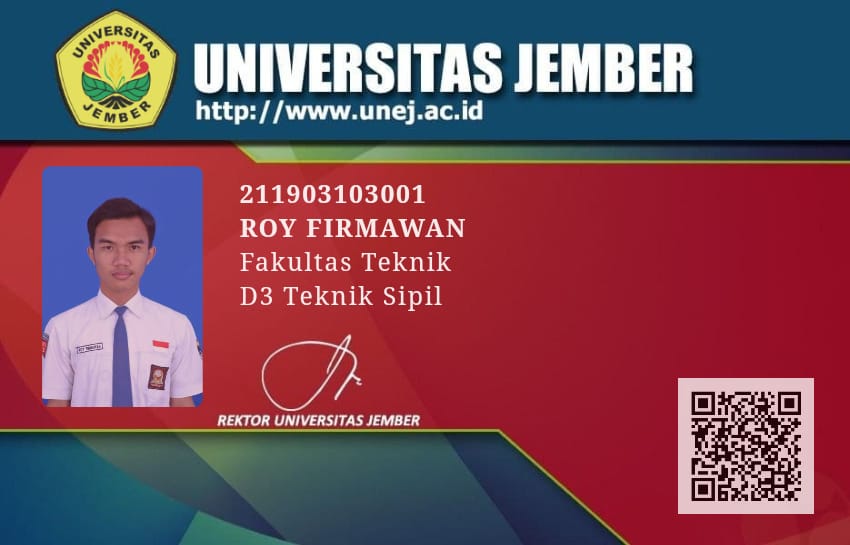 UNIVERSITAS
JEMBER
UNIVERSITAS JEMBER
http://www.unej.ac.id
211903103001
ROY FIRMAWAN
Fakultas Teknik
D3 Teknik Sipil
REKTOR UNIVERSITAS JEMBER